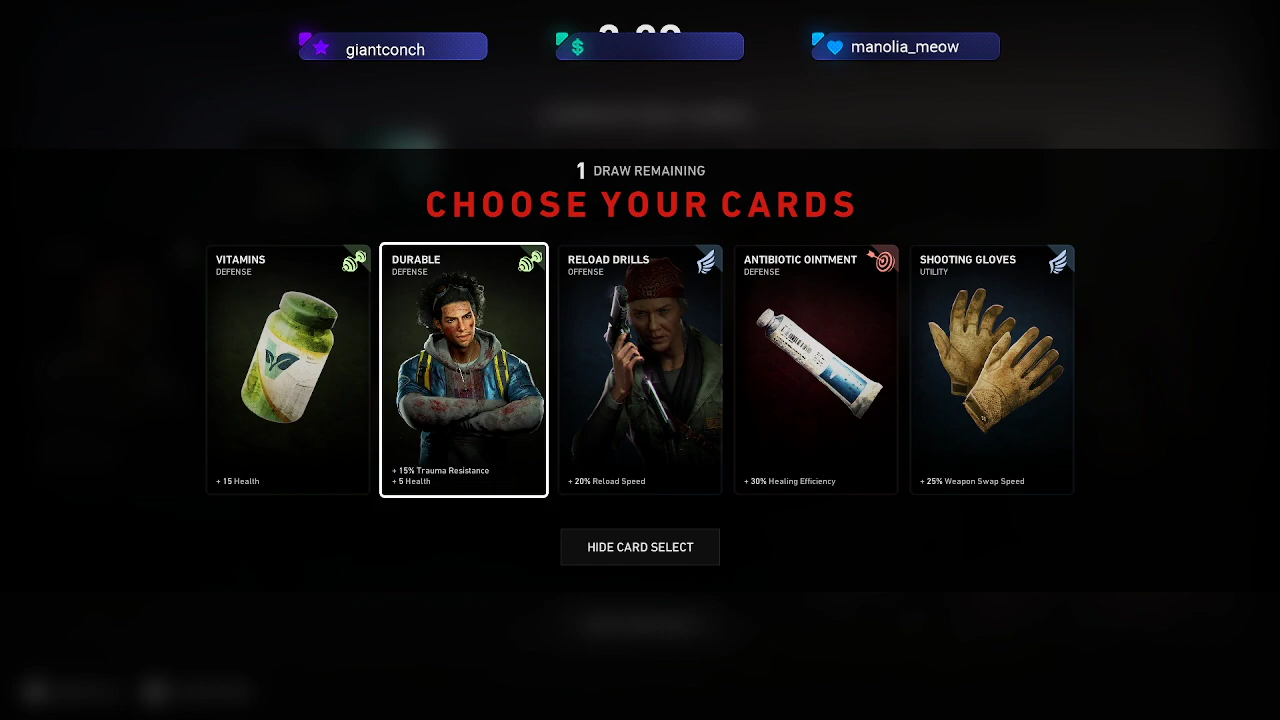 giantconch
$
manolia_meow
1 DRAW REMAINING
CHOOSE YOUR CARDS
VITAMINS
DEFENSE
+ 15 Health
DURABLE
DEFENSE
+ 15% Trauma Resistance
+ 5 Health
RELOAD DRILLS
OFFENSE
+ 20% Reload Speed
ANTIBIOTIC OINTMENT
DEFENSE
+ 30% Healing Efficiency
SHOOTING GLOVES
UTILITY
+ 25% Weapon Swap Speed
HIDE CARD SELECT